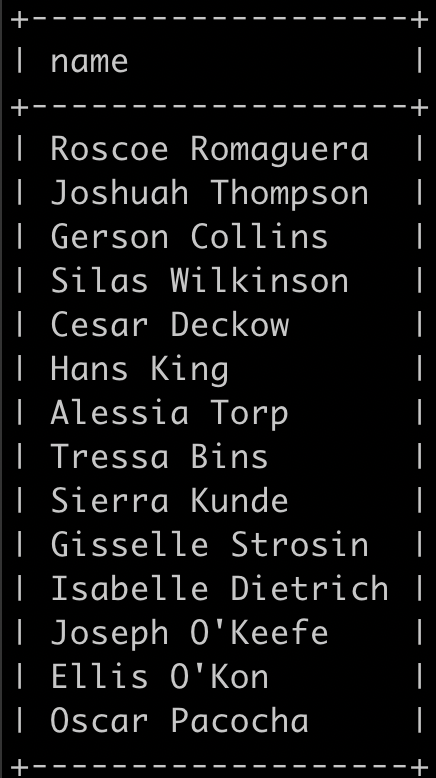 +-------------------+
| name              |
+-------------------+
| Roscoe Romaguera  |
| Joshuah Thompson  |
| Gerson Collins    |
| Silas Wilkinson   |
| Cesar Deckow      |
| Hans King         |
| Alessia Torp      |
| Tressa Bins       |
| Sierra Kunde      |
| Gisselle Strosin  |
| Isabelle Dietrich |
| Joseph O'Keefe    |
| Ellis O'Kon       |
| Oscar Pacocha     |
+-------------------+